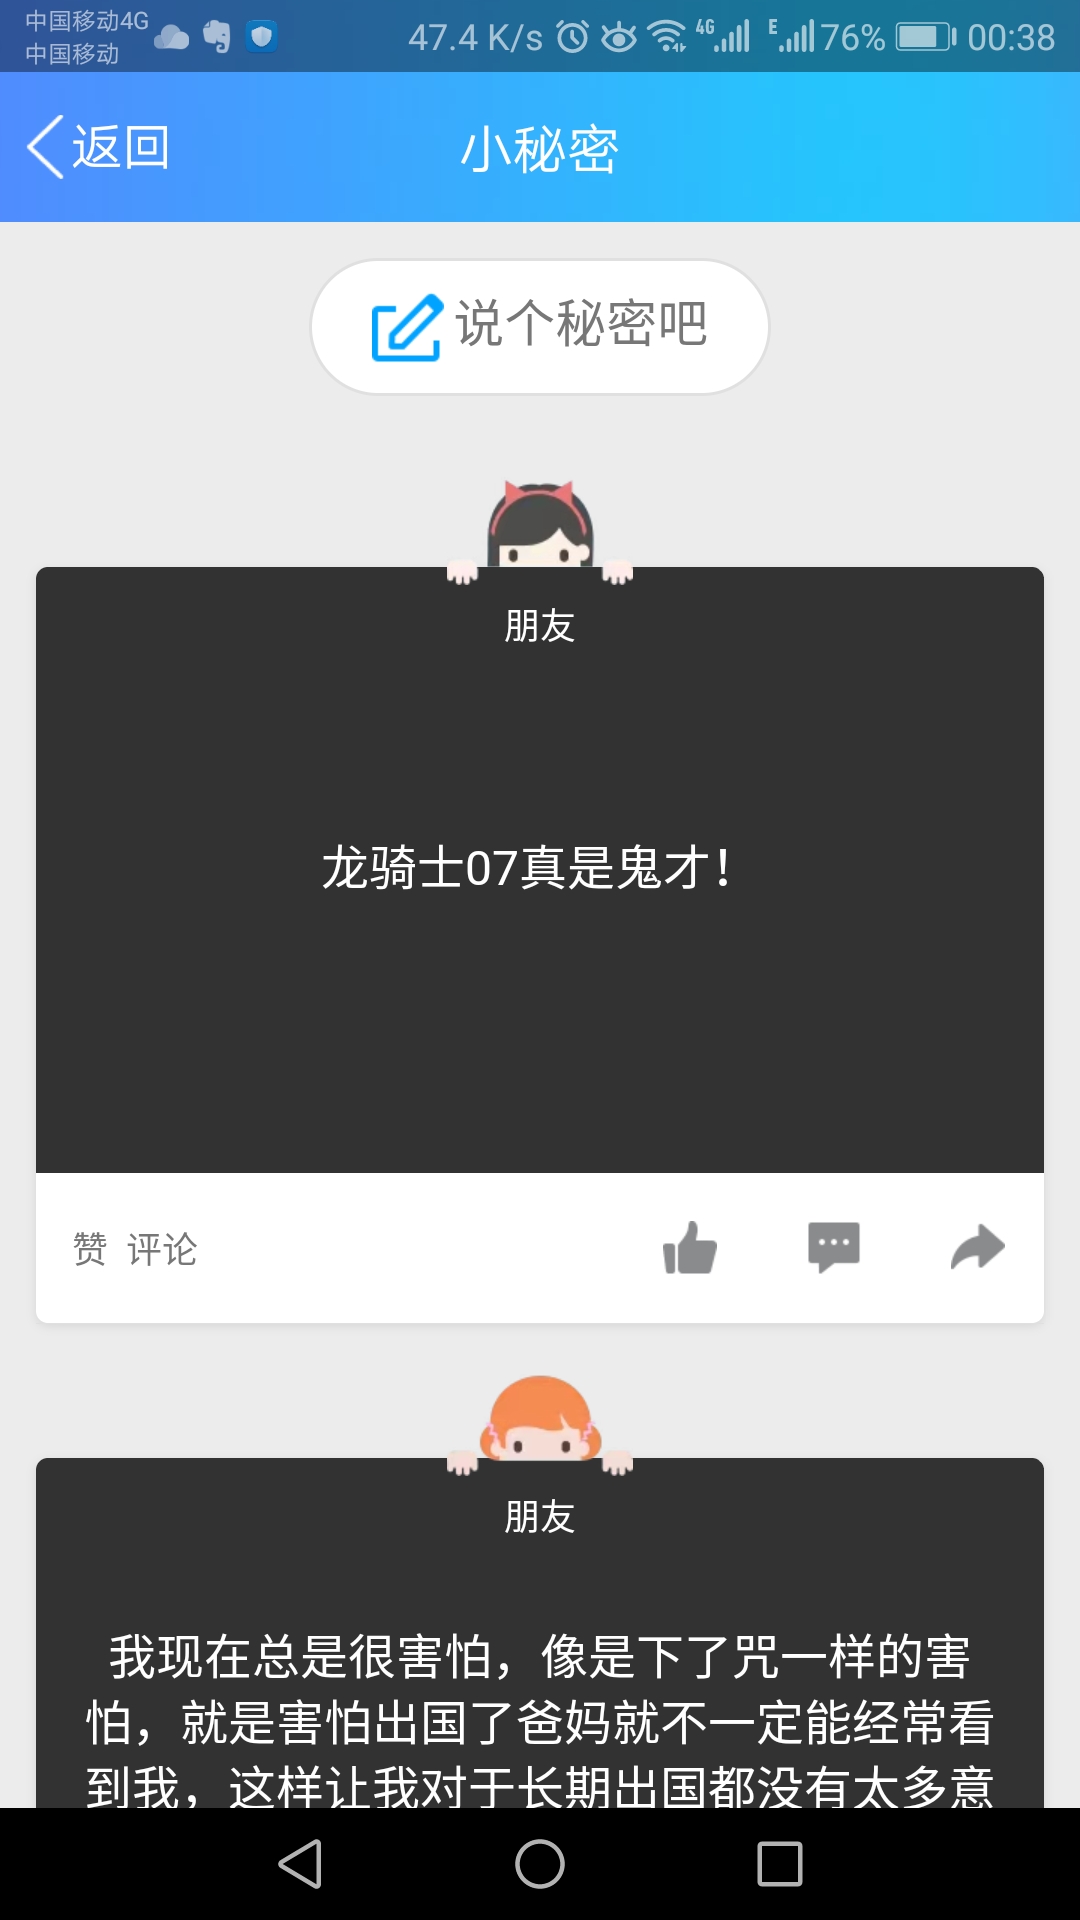 中国移动4G
中国移动
47.4 K/s 4G E 76% 00:38
返回
小秘密
说个秘密吧
朋友
龙骑士07真是鬼才！
赞 评论
朋友
我现在总是很害怕，像是下了咒一样的害
怕，就是害怕出国了爸妈就不一定能经常看
到我，这样让我对于长期出国都没有太多意